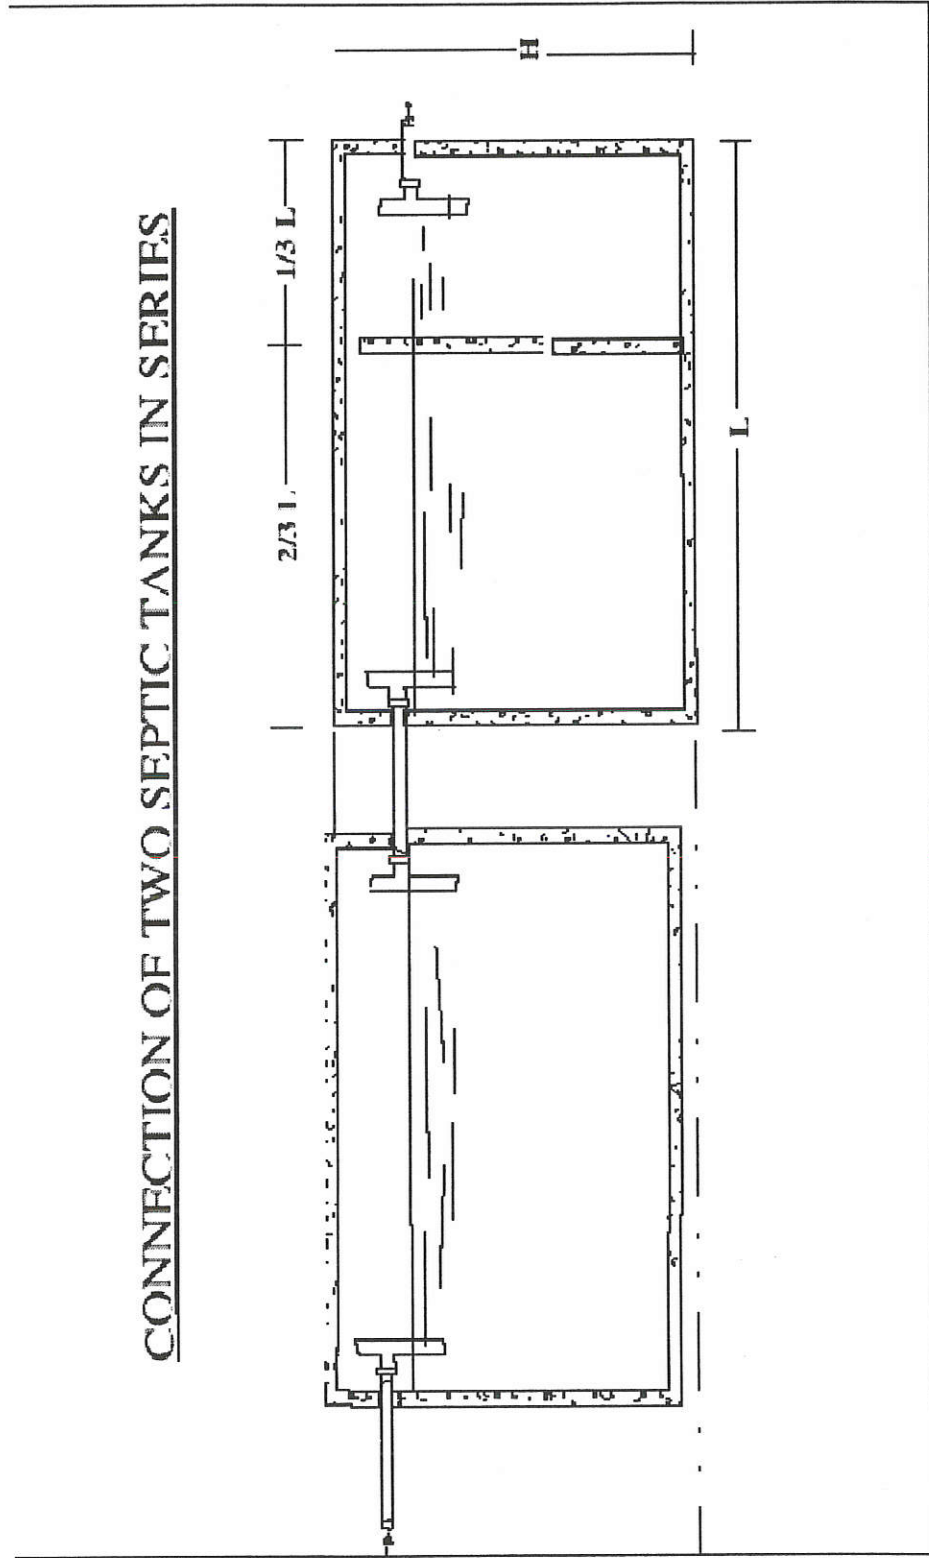 CONNECTION OF TWO SEPTIC TANKS IN SERIES
2/3 L
1/3 L
H
L